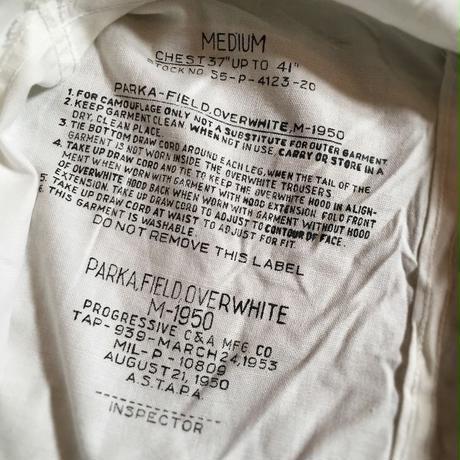 MEDIUM
CHEST 37" UP TO 41"
STOCK NO. 55-P-4123-20
PARKA-FIELD, OVERWHITE, M-1950
1. FOR CAMOUFLAGE ONLY NOT A SUBSTITUTE FOR OUTER GARMENT
2. KEEP GARMENT CLEAN. WHEN NOT IN USE, CARRY OR STORE IN A
DRY, CLEAN PLACE.
3. TIE BOTTOM DRAW CORD AROUND EACH LEG, WHEN THE TAIL OF THE
GARMENT IS NOT WORN INSIDE THE OVERWHITE TROUSERS
4. TAKE UP DRAW CORD AND TIE TO KEEP THE OVERWHITE HOOD IN ALIGN-
MENT WHEN WORN WITH GARMENT WITH HOOD EXTENSION. FOLD FRONT
OF OVERWHITE HOOD BACK WHEN WORN WITH GARMENT WITHOUT HOOD
EXTENSION. TAKE UP DRAW CORD TO ADJUST TO CONTOUR OF FACE.
5. TAKE UP DRAW CORD AT WAIST TO ADJUST FOR FIT.
6. THIS GARMENT IS WASHABLE.
DO NOT REMOVE THIS LABEL
PARKA, FIELD, OVERWHITE
M-1950
PROGRESSIVE C&A MFG CO
TAP-939-MARCH 24, 1953
MIL-P-10809
AUGUST 21, 1950
A.S.T.A.P.A.
INSPECTOR